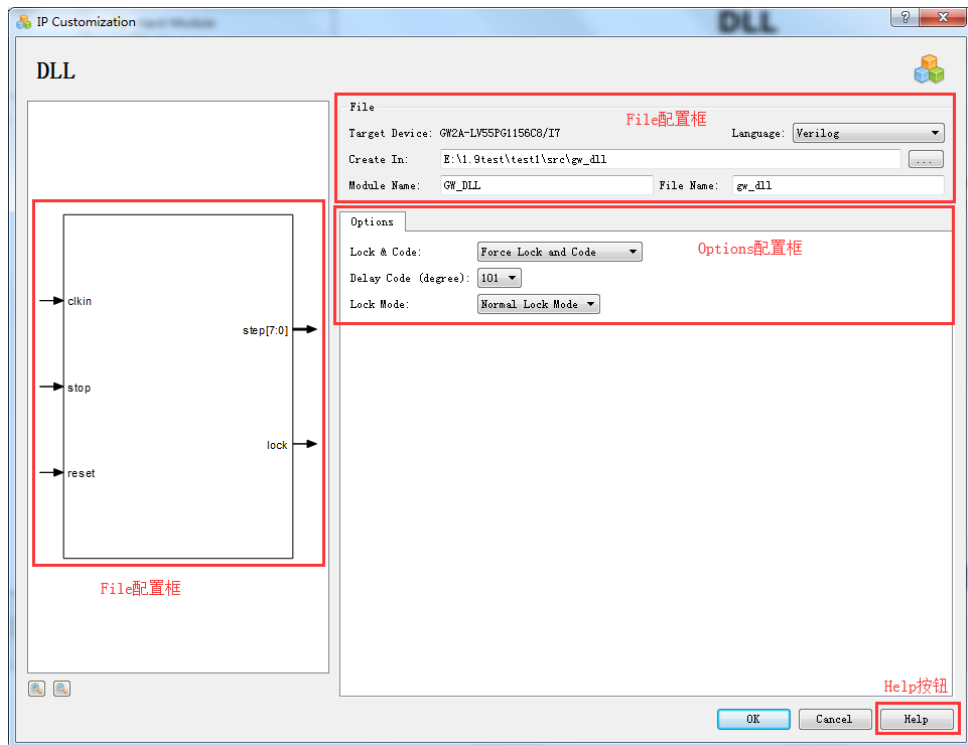 IP Customization
DLL
DLL
File
File配置框
Target Device: GW2A-LV55PG1156C8/I7
Language: Verilog
Create In: E:\1.9test\test1\src\gw_dll
...
Module Name: GW_DLL
File Name: gw_dll
Options
Options配置框
Lock & Code: Force Lock and Code
Delay Code (degree): 101
Lock Mode: Normal Lock Mode
clkin
step[7:0]
stop
lock
reset
File配置框
Help按钮
OK
Cancel
Help